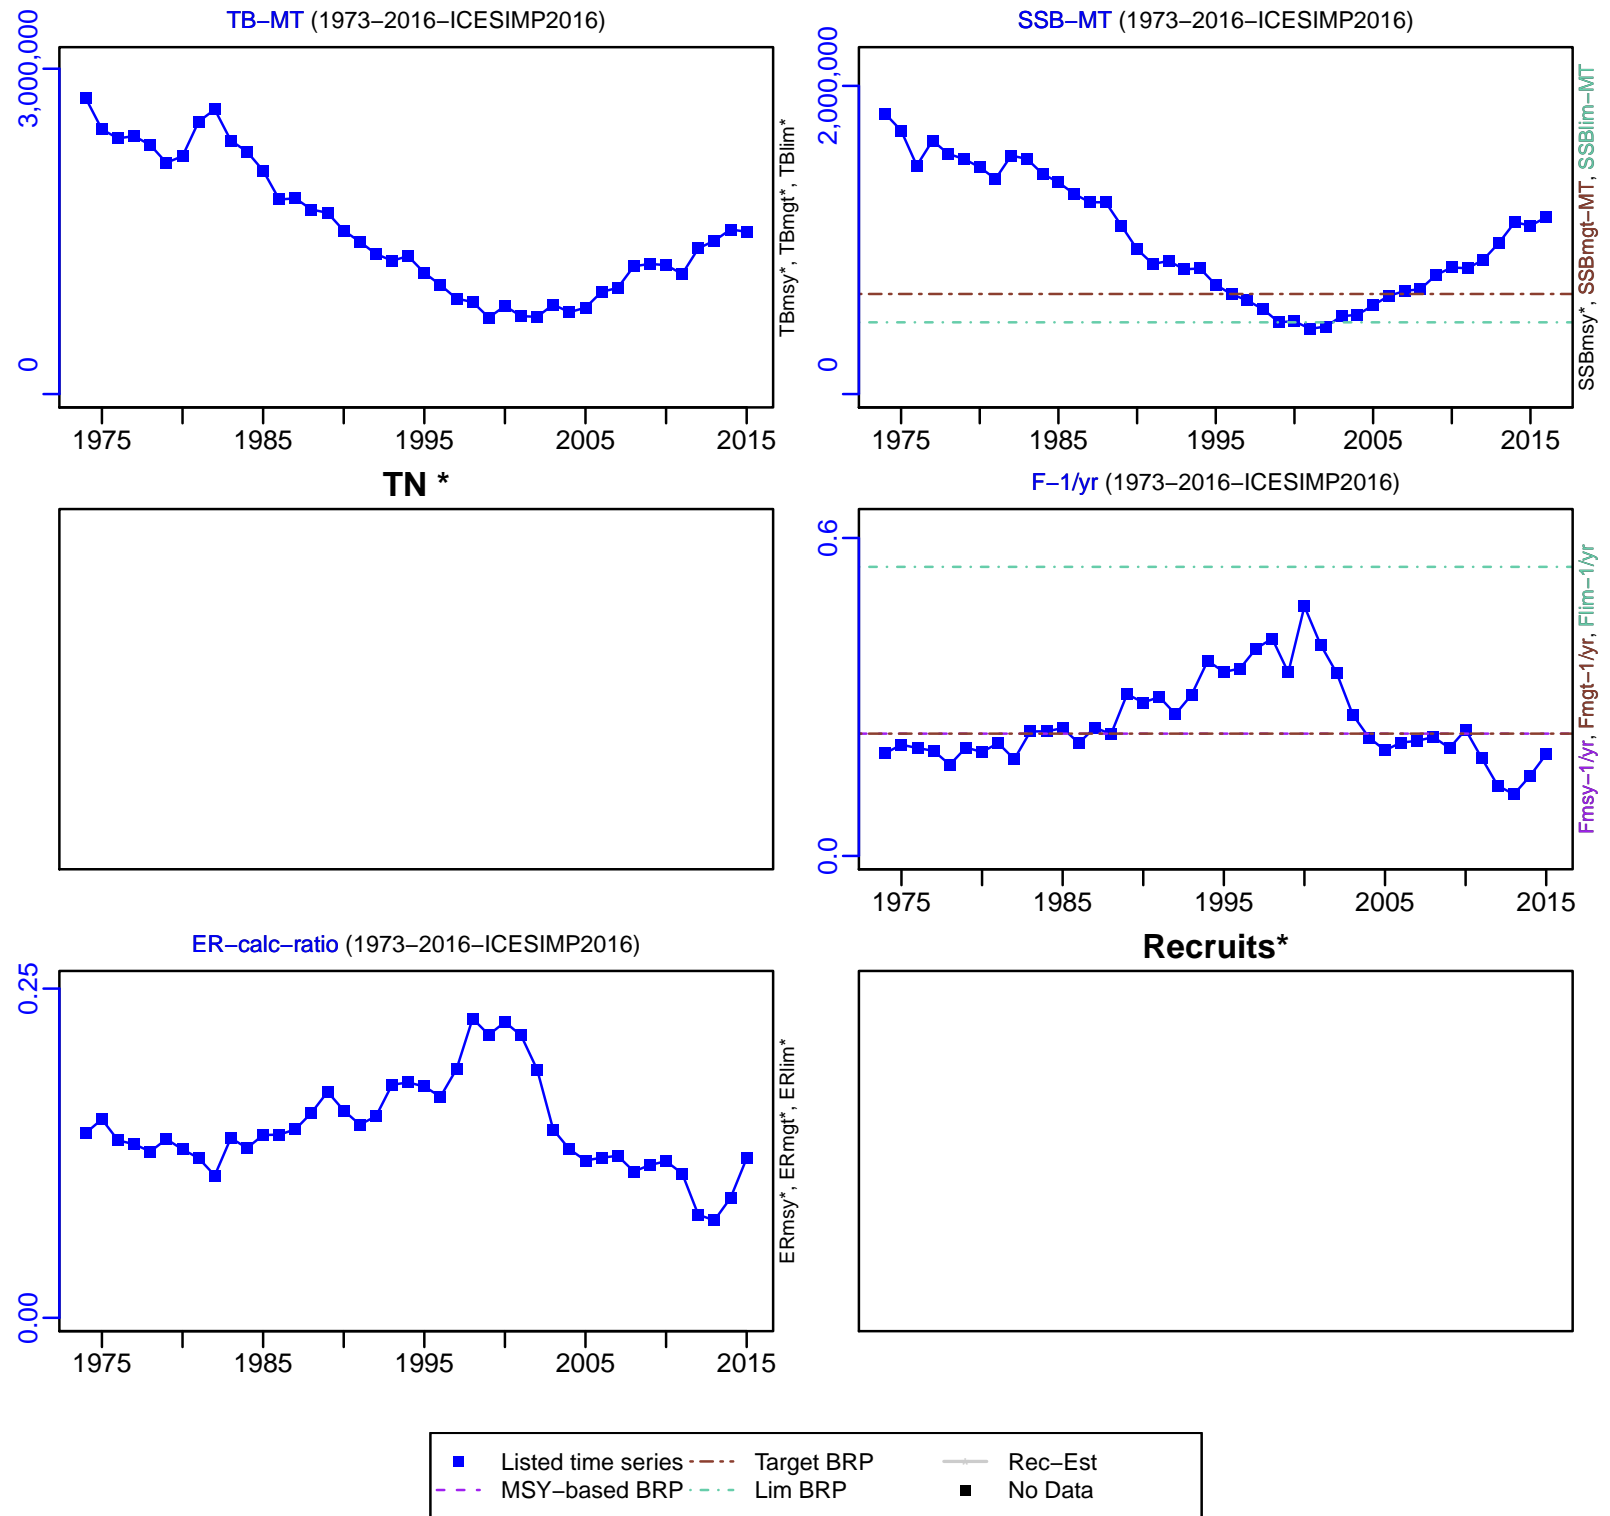 TB−MT (1973−2016−ICESIMP2016)
3,000,000
0
1975 1985 1995 2005 2015
TBmsy*, TBmgt*, TBlim*
SSB−MT (1973−2016−ICESIMP2016)
2,000,000
0
1975 1985 1995 2005 2015
SSBmsy*, SSBmgt−MT, SSBlim−MT
TN *
F−1/yr (1973−2016−ICESIMP2016)
0.6
0.0
1975 1985 1995 2005 2015
Fmsy−1/yr, Fmgt−1/yr, Flim−1/yr
ER−calc−ratio (1973−2016−ICESIMP2016)
0.25
0.00
1975 1985 1995 2005 2015
ERmsy*, ERmgt*, ERlim*
Recruits*
Listed time series Target BRP Rec−Est
MSY−based BRP Lim BRP No Data